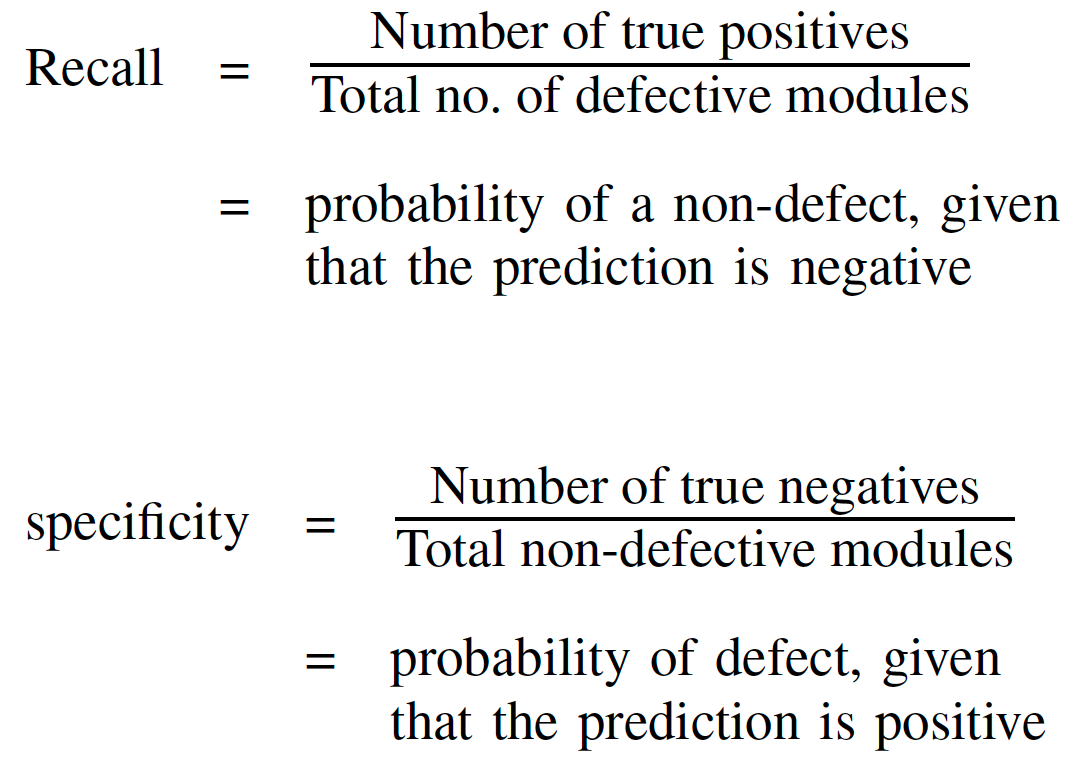 Recall = Number of true positives
Total no. of defective modules
= probability of a non-defect, given
that the prediction is negative
specificity = Number of true negatives
Total non-defective modules
= probability of defect, given
that the prediction is positive